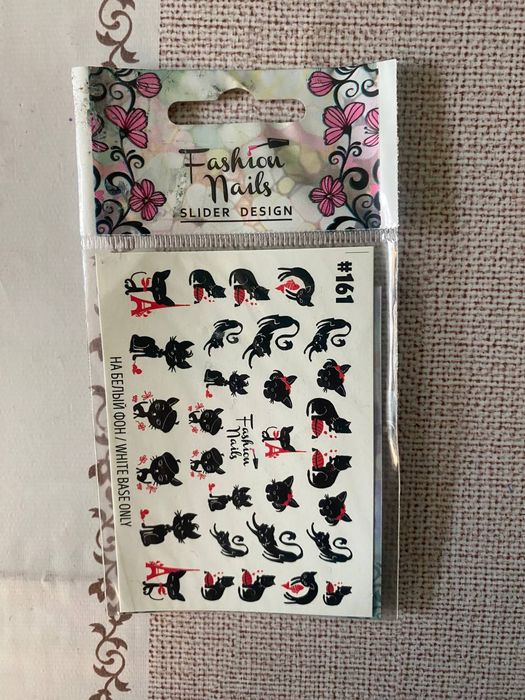 Fashion
Nails
SLIDER DESIGN
#161
Fashion
Nails
НА БЕЛЫЙ ФОН / WHITE BASE ONLY